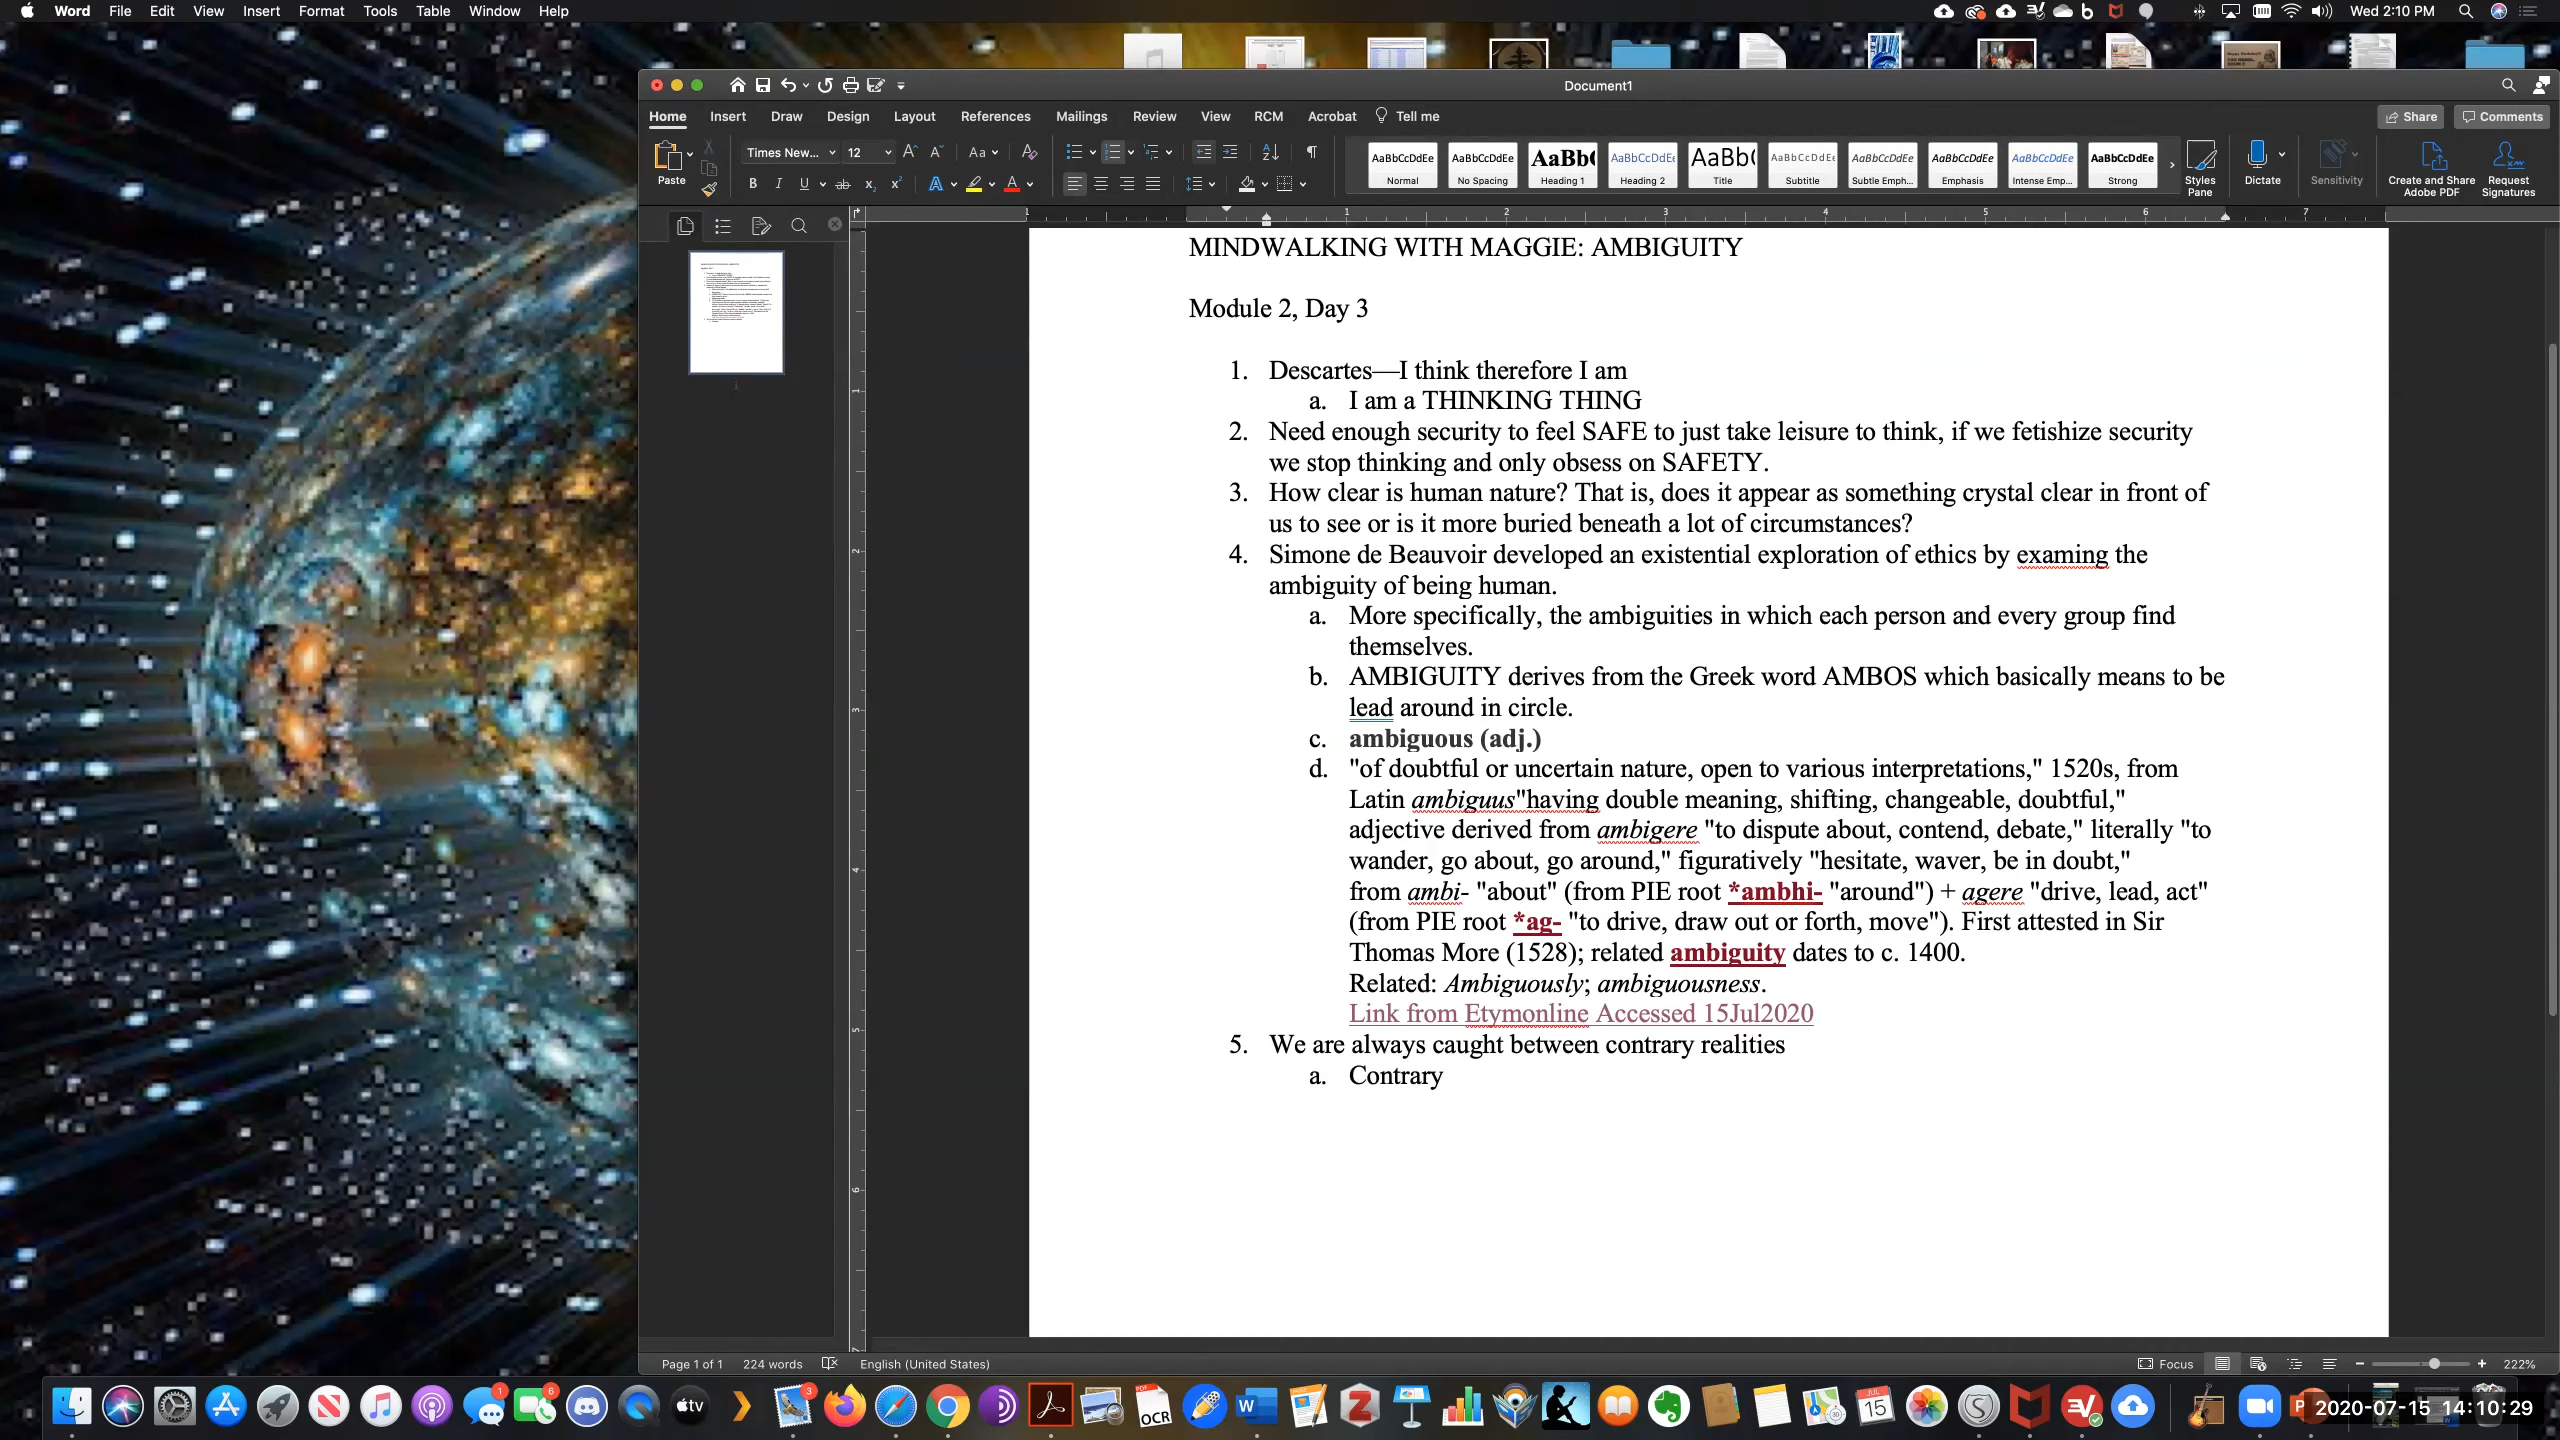 Word File Edit View Insert Format Tools Table Window Help
Wed 2:10 PM
Document1
Home Insert Draw Design Layout References Mailings Review View RCM Acrobat Tell me
Share Comments
Paste
Times New... 12
AaBbCcDdEe Normal
AaBbCcDdEe No Spacing
AaBb( Heading 1
AaBbCcDdE Heading 2
AaBb( Title
AaBbCcDdE Subtitle
AaBbCcDdEe Subtle Emph...
AaBbCcDdEe Emphasis
AaBbCcDdEe Intense Emp...
AaBbCcDdEe Strong
Styles Pane
Dictate
Sensitivity
Create and Share Adobe PDF
Request Signatures
MINDWALKING WITH MAGGIE: AMBIGUITY
Module 2, Day 3
1. Descartes—I think therefore I am
a. I am a THINKING THING
2. Need enough security to feel SAFE to just take leisure to think, if we fetishize security
we stop thinking and only obsess on SAFETY.
3. How clear is human nature? That is, does it appear as something crystal clear in front of
us to see or is it more buried beneath a lot of circumstances?
4. Simone de Beauvoir developed an existential exploration of ethics by examing the
ambiguity of being human.
a. More specifically, the ambiguities in which each person and every group find
themselves.
b. AMBIGUITY derives from the Greek word AMBOS which basically means to be
lead around in circle.
c. ambiguous (adj.)
d. "of doubtful or uncertain nature, open to various interpretations," 1520s, from
Latin ambiguus"having double meaning, shifting, changeable, doubtful,"
adjective derived from ambigere "to dispute about, contend, debate," literally "to
wander, go about, go around," figuratively "hesitate, waver, be in doubt,"
from ambi- "about" (from PIE root *ambhi- "around") + agere "drive, lead, act"
(from PIE root *ag- "to drive, draw out or forth, move"). First attested in Sir
Thomas More (1528); related ambiguity dates to c. 1400.
Related: Ambiguously; ambiguousness.
Link from Etymonline Accessed 15Jul2020
5. We are always caught between contrary realities
a. Contrary
Page 1 of 1 224 words English (United States)
Focus 222%
2020-07-15 14:10:29